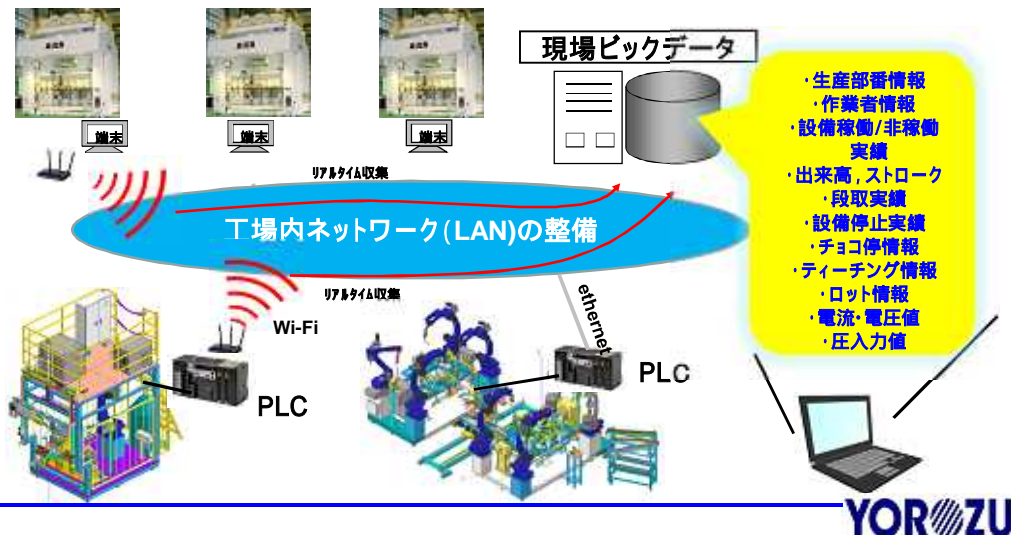 現場ビックデータ
端末
端末
端末
・生産部番情報
・作業者情報
・設備稼働/非稼働
実績
・出来高,ストローク
・段取実績
・設備停止実績
・チョコ停情報
・ティーチング情報
・ロット情報
・電流・電圧値
・圧入力値
リアルタイム収集
工場内ネットワーク(LAN)の整備
リアルタイム収集
Wi-Fi
ethernet
PLC
PLC
YOROZU